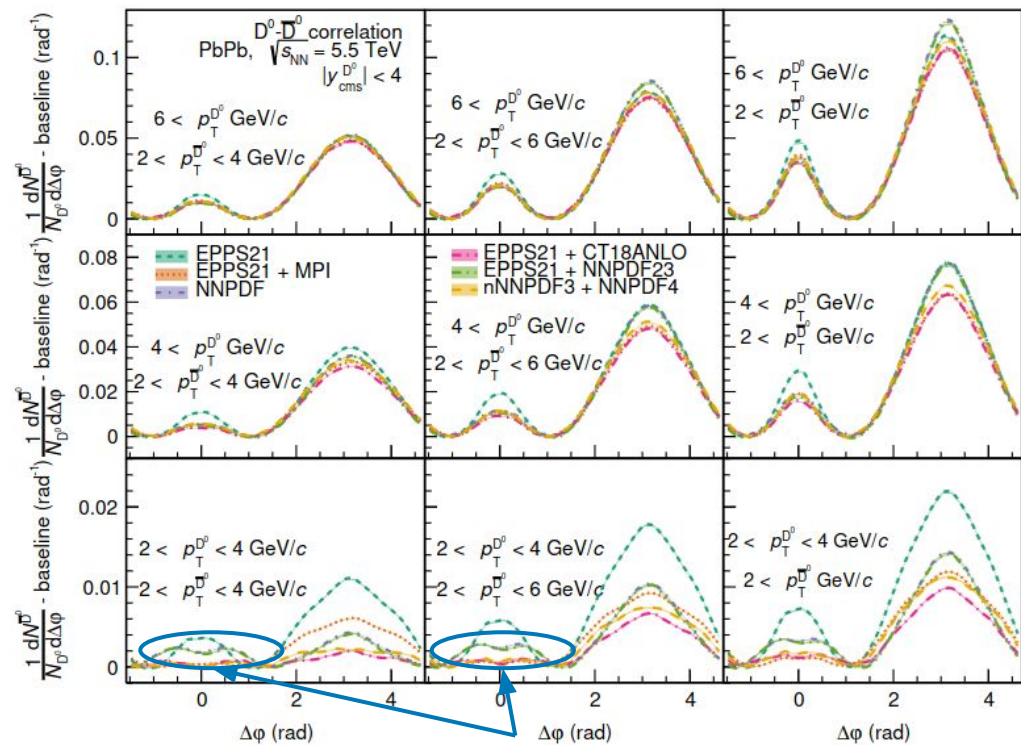 D⁰-D̅⁰ correlation
PbPb, √s_NN = 5.5 TeV
|y_cms^D⁰| < 4
6 < p_T^D⁰ GeV/c
2 < p_T^D̅⁰ < 4 GeV/c
6 < p_T^D⁰ GeV/c
2 < p_T^D̅⁰ < 6 GeV/c
6 < p_T^D⁰ GeV/c
2 < p_T^D̅⁰ GeV/c
1/N_D⁰ dN^D̅⁰/dΔφ - baseline (rad⁻¹)
0.1
0.05
0
EPPS21
EPPS21 + MPI
NNPDF
EPPS21 + CT18ANLO
EPPS21 + NNPDF23
nNNPDF3 + NNPDF4
4 < p_T^D⁰ GeV/c
2 < p_T^D̅⁰ < 4 GeV/c
4 < p_T^D⁰ GeV/c
2 < p_T^D̅⁰ < 6 GeV/c
4 < p_T^D⁰ GeV/c
2 < p_T^D̅⁰ GeV/c
1/N_D⁰ dN^D̅⁰/dΔφ - baseline (rad⁻¹)
0.08
0.06
0.04
0.02
0
2 < p_T^D⁰ < 4 GeV/c
2 < p_T^D̅⁰ < 4 GeV/c
2 < p_T^D⁰ < 4 GeV/c
2 < p_T^D̅⁰ < 6 GeV/c
2 < p_T^D⁰ < 4 GeV/c
2 < p_T^D̅⁰ GeV/c
1/N_D⁰ dN^D̅⁰/dΔφ - baseline (rad⁻¹)
0.02
0.01
0
0 2 4 0 2 4 0 2 4
Δφ (rad) Δφ (rad) Δφ (rad)